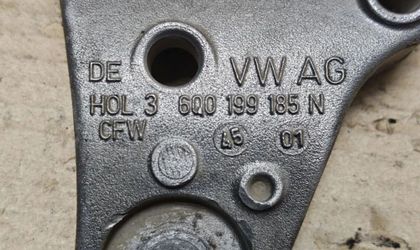 DE VW AG
HOL 3 6Q0 199 185 N
CFW 45 01